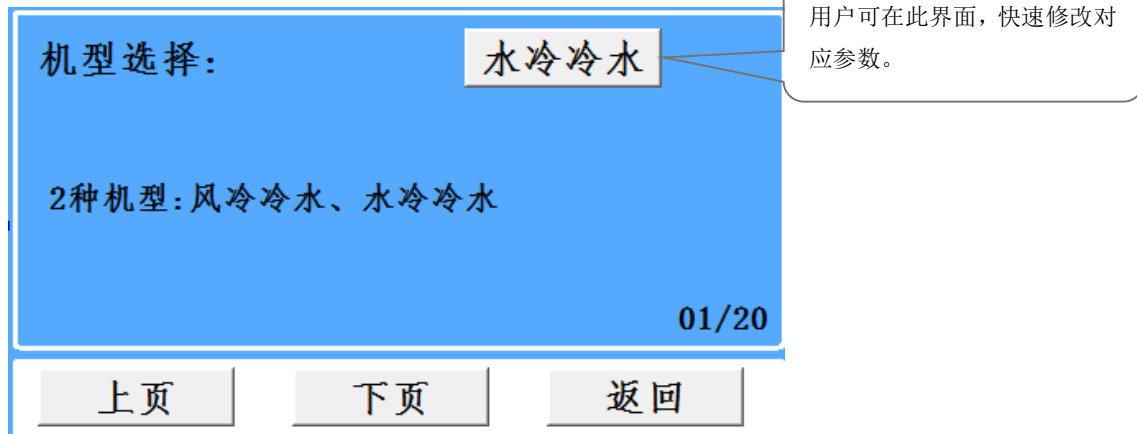 用户可在此界面，快速修改对
应参数。
机型选择: 水冷冷水
2种机型:风冷冷水、水冷冷水
01/20
上页 下页 返回